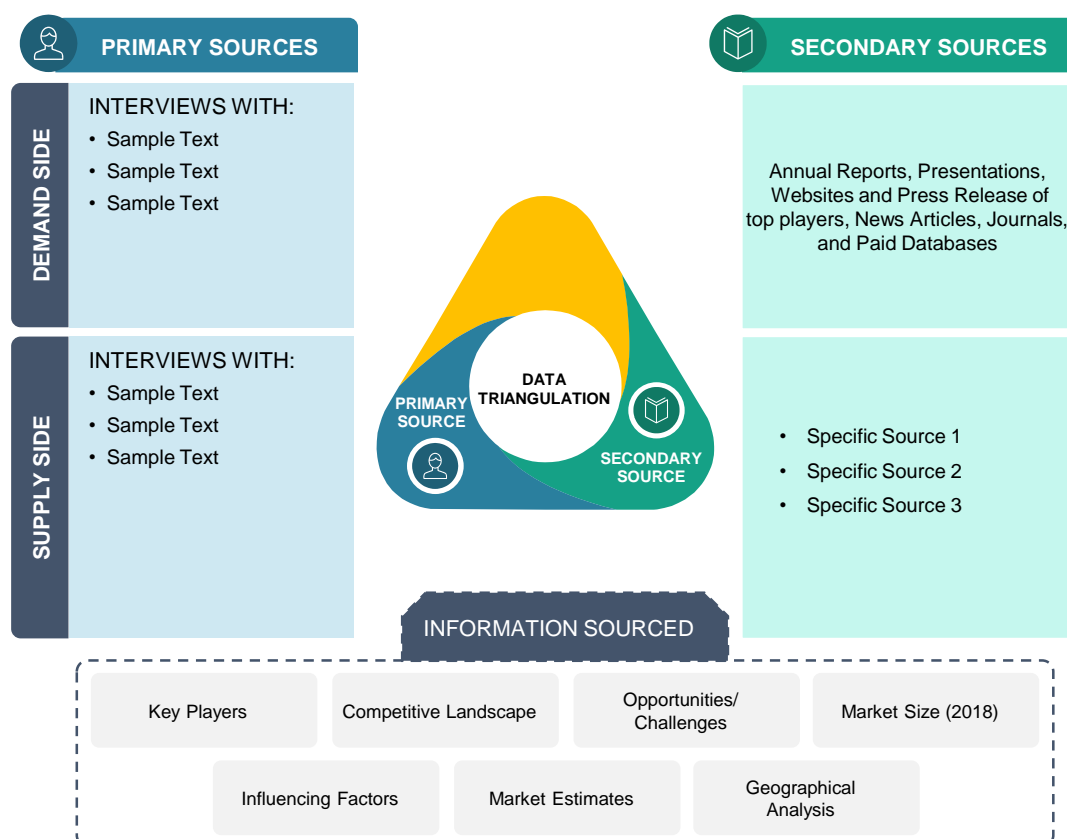 PRIMARY SOURCES
SECONDARY SOURCES
DEMAND SIDE
INTERVIEWS WITH:
• Sample Text
• Sample Text
• Sample Text
Annual Reports, Presentations,
Websites and Press Release of
top players, News Articles, Journals,
and Paid Databases
SUPPLY SIDE
INTERVIEWS WITH:
• Sample Text
• Sample Text
• Sample Text
DATA
TRIANGULATION
PRIMARY
SOURCE
SECONDARY
SOURCE
• Specific Source 1
• Specific Source 2
• Specific Source 3
INFORMATION SOURCED
Key Players
Competitive Landscape
Opportunities/
Challenges
Market Size (2018)
Influencing Factors
Market Estimates
Geographical
Analysis